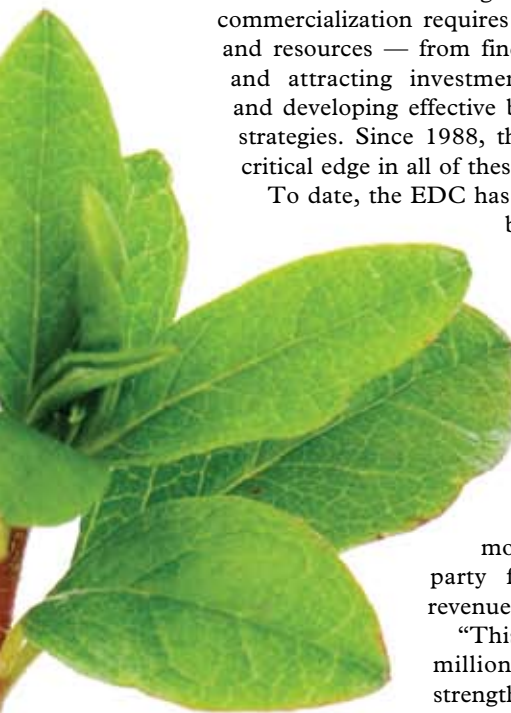 commercialization requires
and resources — from fin
and attracting investmen
and developing effective b
strategies. Since 1988, th
critical edge in all of thes
To date, the EDC has
b
mo
party f
revenue
“This
million
strength